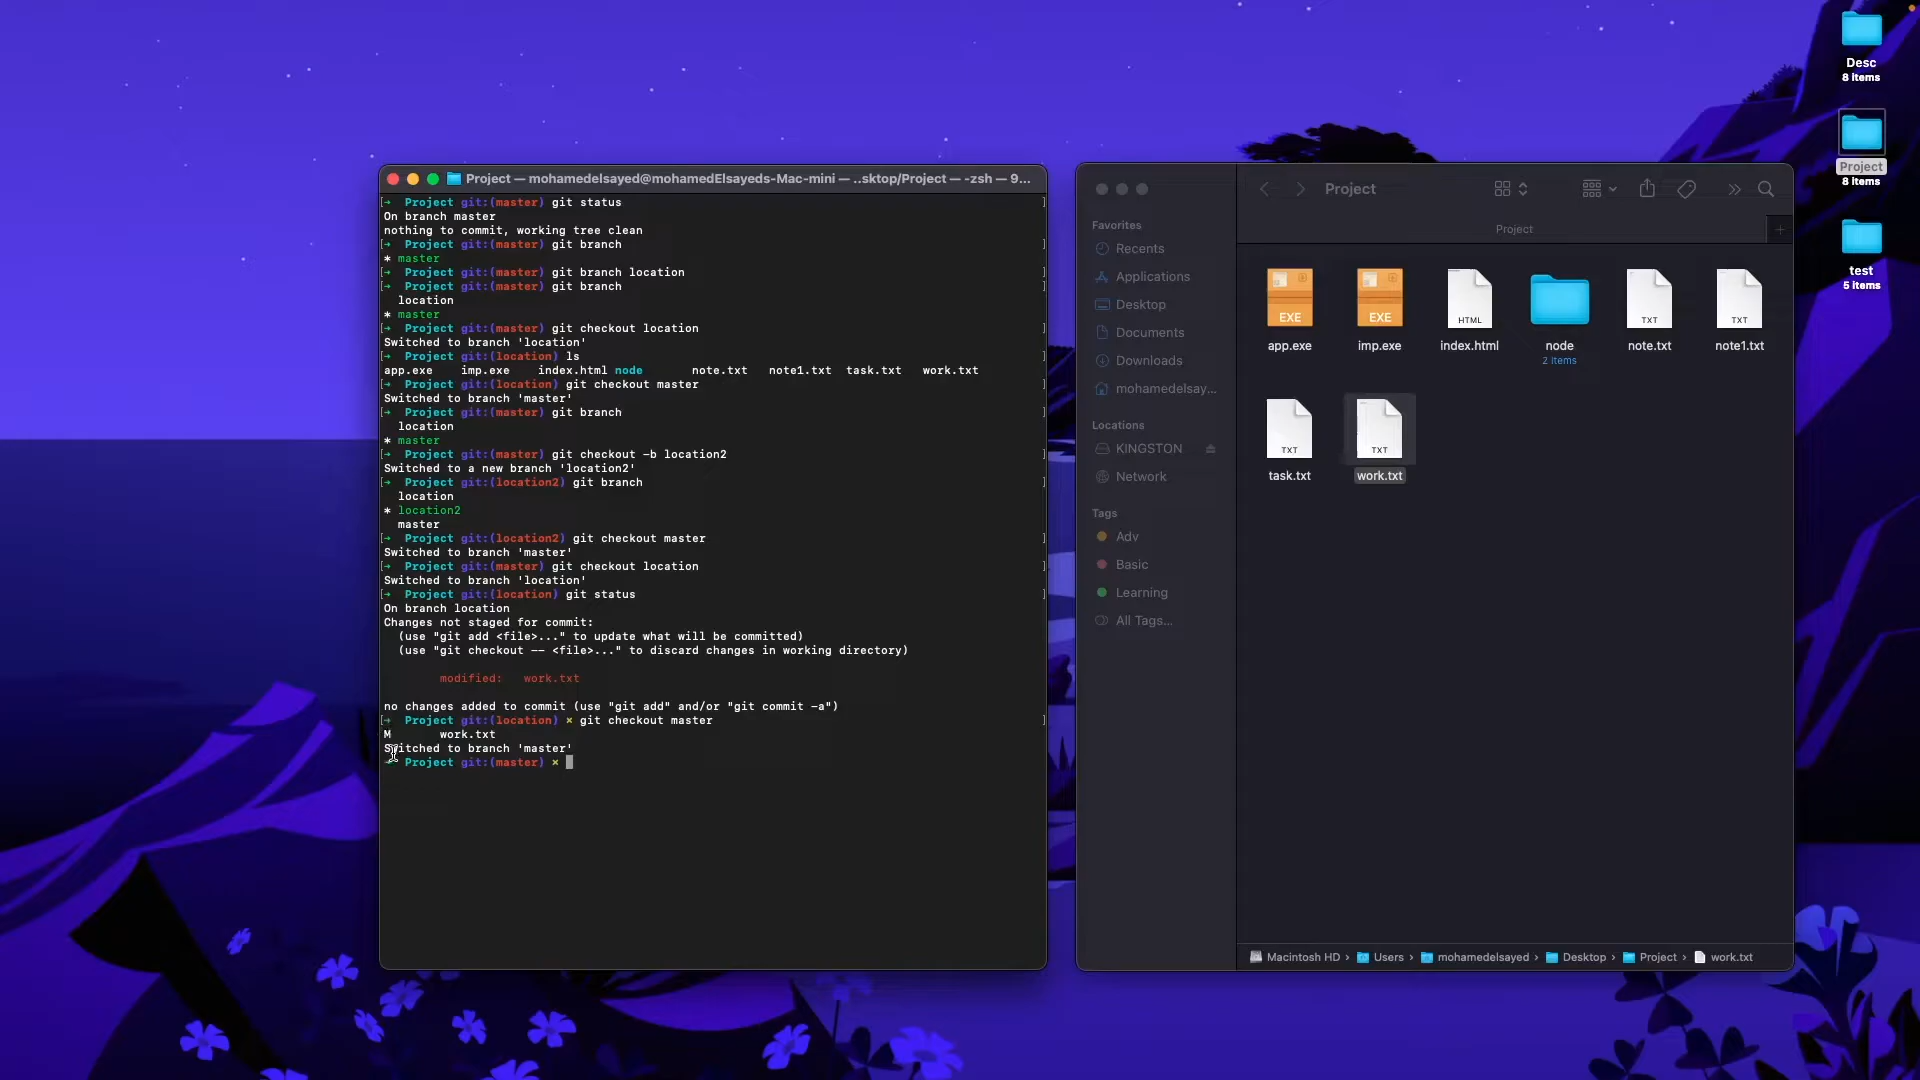 Project — mohamedelsayed@mohamedElsayeds-Mac-mini — ..sktop/Project — -zsh — 9...
[→ Project git:(master) git status ]
On branch master
nothing to commit, working tree clean
[→ Project git:(master) git branch ]
* master
[→ Project git:(master) git branch location ]
[→ Project git:(master) git branch ]
location
* master
[→ Project git:(master) git checkout location ]
Switched to branch 'location'
[→ Project git:(location) ls ]
app.exe imp.exe index.html node note.txt note1.txt task.txt work.txt
[→ Project git:(location) git checkout master ]
Switched to branch 'master'
[→ Project git:(master) git branch ]
location
* master
[→ Project git:(master) git checkout -b location2 ]
Switched to a new branch 'location2'
[→ Project git:(location2) git branch ]
location
* location2
master
[→ Project git:(location2) git checkout master ]
Switched to branch 'master'
[→ Project git:(master) git checkout location ]
Switched to branch 'location'
[→ Project git:(location) git status ]
On branch location
Changes not staged for commit:
(use "git add <file>..." to update what will be committed)
(use "git checkout -- <file>..." to discard changes in working directory)
modified: work.txt
no changes added to commit (use "git add" and/or "git commit -a")
[→ Project git:(location) × git checkout master ]
M work.txt
Switched to branch 'master'
→ Project git:(master) ×
Project
Project
Favorites
Recents
Applications
Desktop
Documents
Downloads
mohamedelsay...
Locations
KINGSTON
Network
Tags
Adv
Basic
Learning
All Tags...
EXE
EXE
HTML
TXT
TXT
app.exe
imp.exe
index.html
node
2 items
note.txt
note1.txt
TXT
TXT
task.txt
work.txt
Macintosh HD › Users › mohamedelsayed › Desktop › Project › work.txt
Desc
8 items
Project
8 items
test
5 items